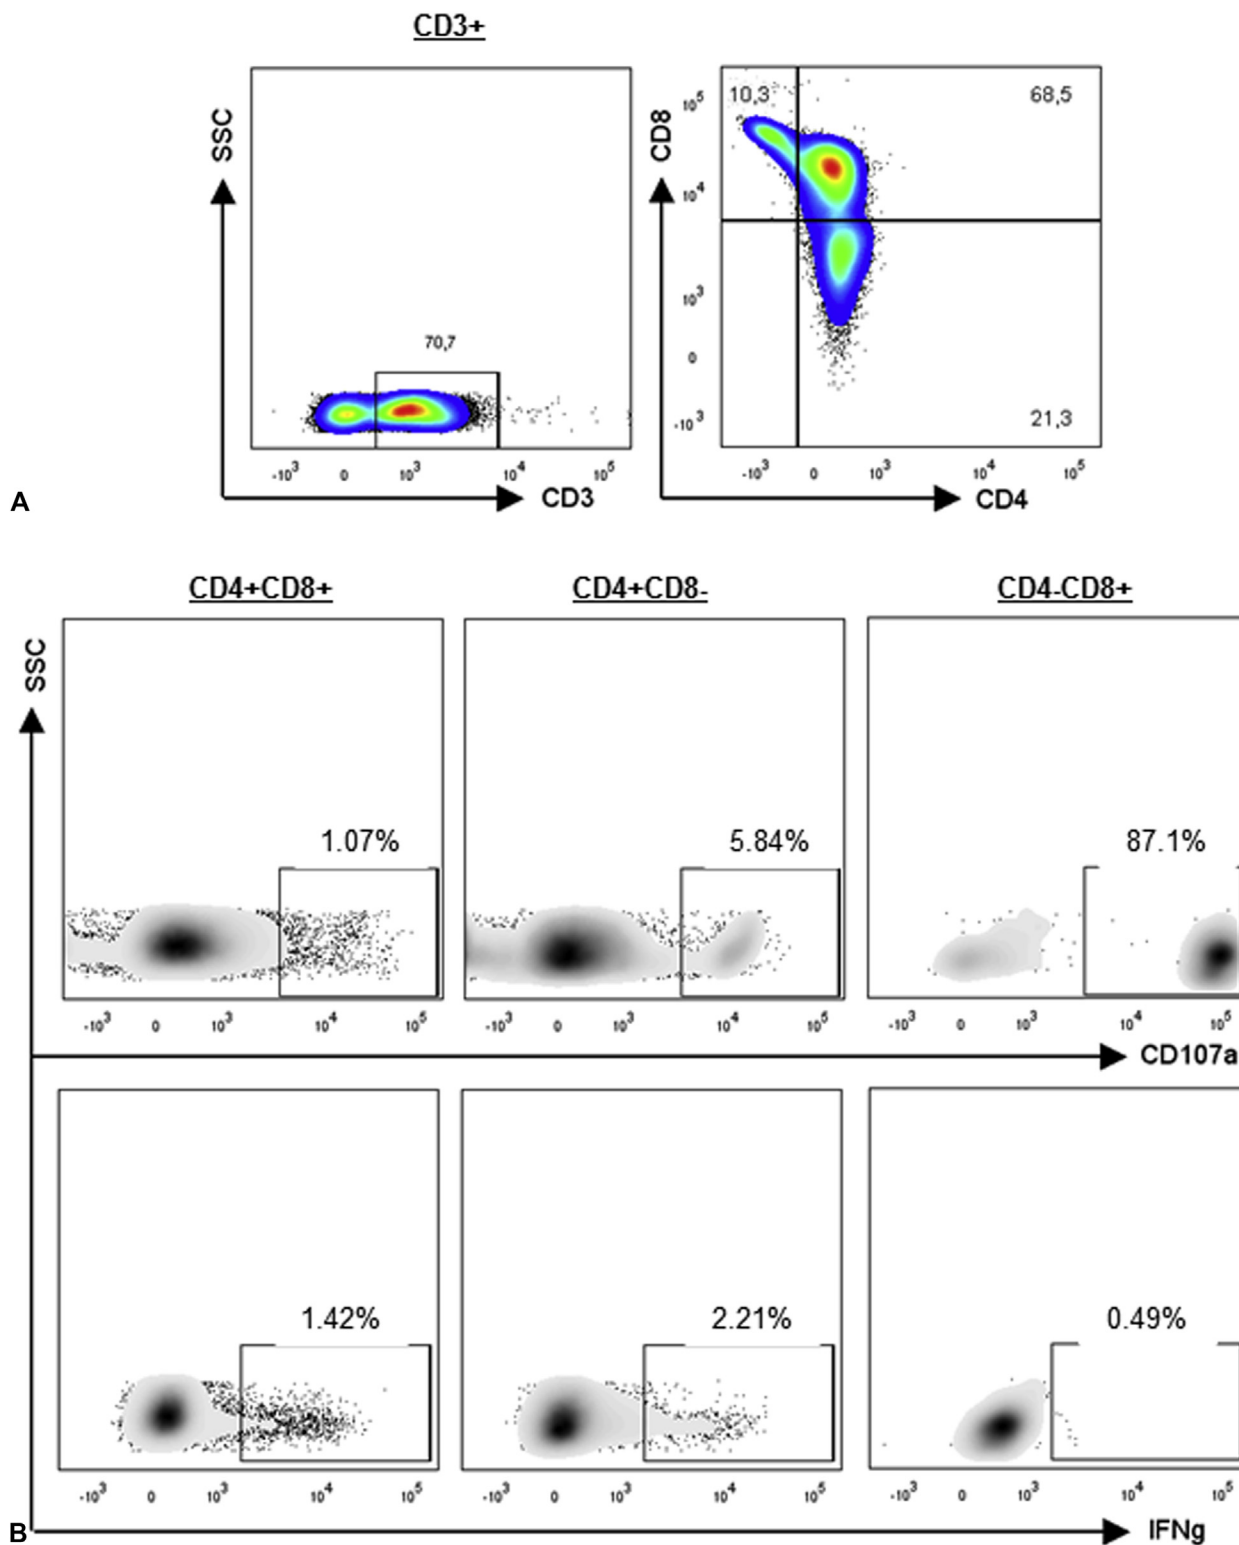 CD3+
SSC
70,7
-10³ 0 10³ 10⁴ 10⁵
CD3
CD8
10⁵
10⁴
10³
0
-10³
10,3 68,5
21,3
-10³ 0 10³ 10⁴ 10⁵
CD4
A
CD4+CD8+ CD4+CD8- CD4-CD8+
SSC
1.07% 5.84% 87.1%
-10³ 0 10³ 10⁴ 10⁵ -10³ 0 10³ 10⁴ 10⁵ -10³ 0 10³ 10⁴ 10⁵
CD107a
1.42% 2.21% 0.49%
-10³ 0 10³ 10⁴ 10⁵ -10³ 0 10³ 10⁴ 10⁵ -10³ 0 10³ 10⁴ 10⁵
B
IFNg